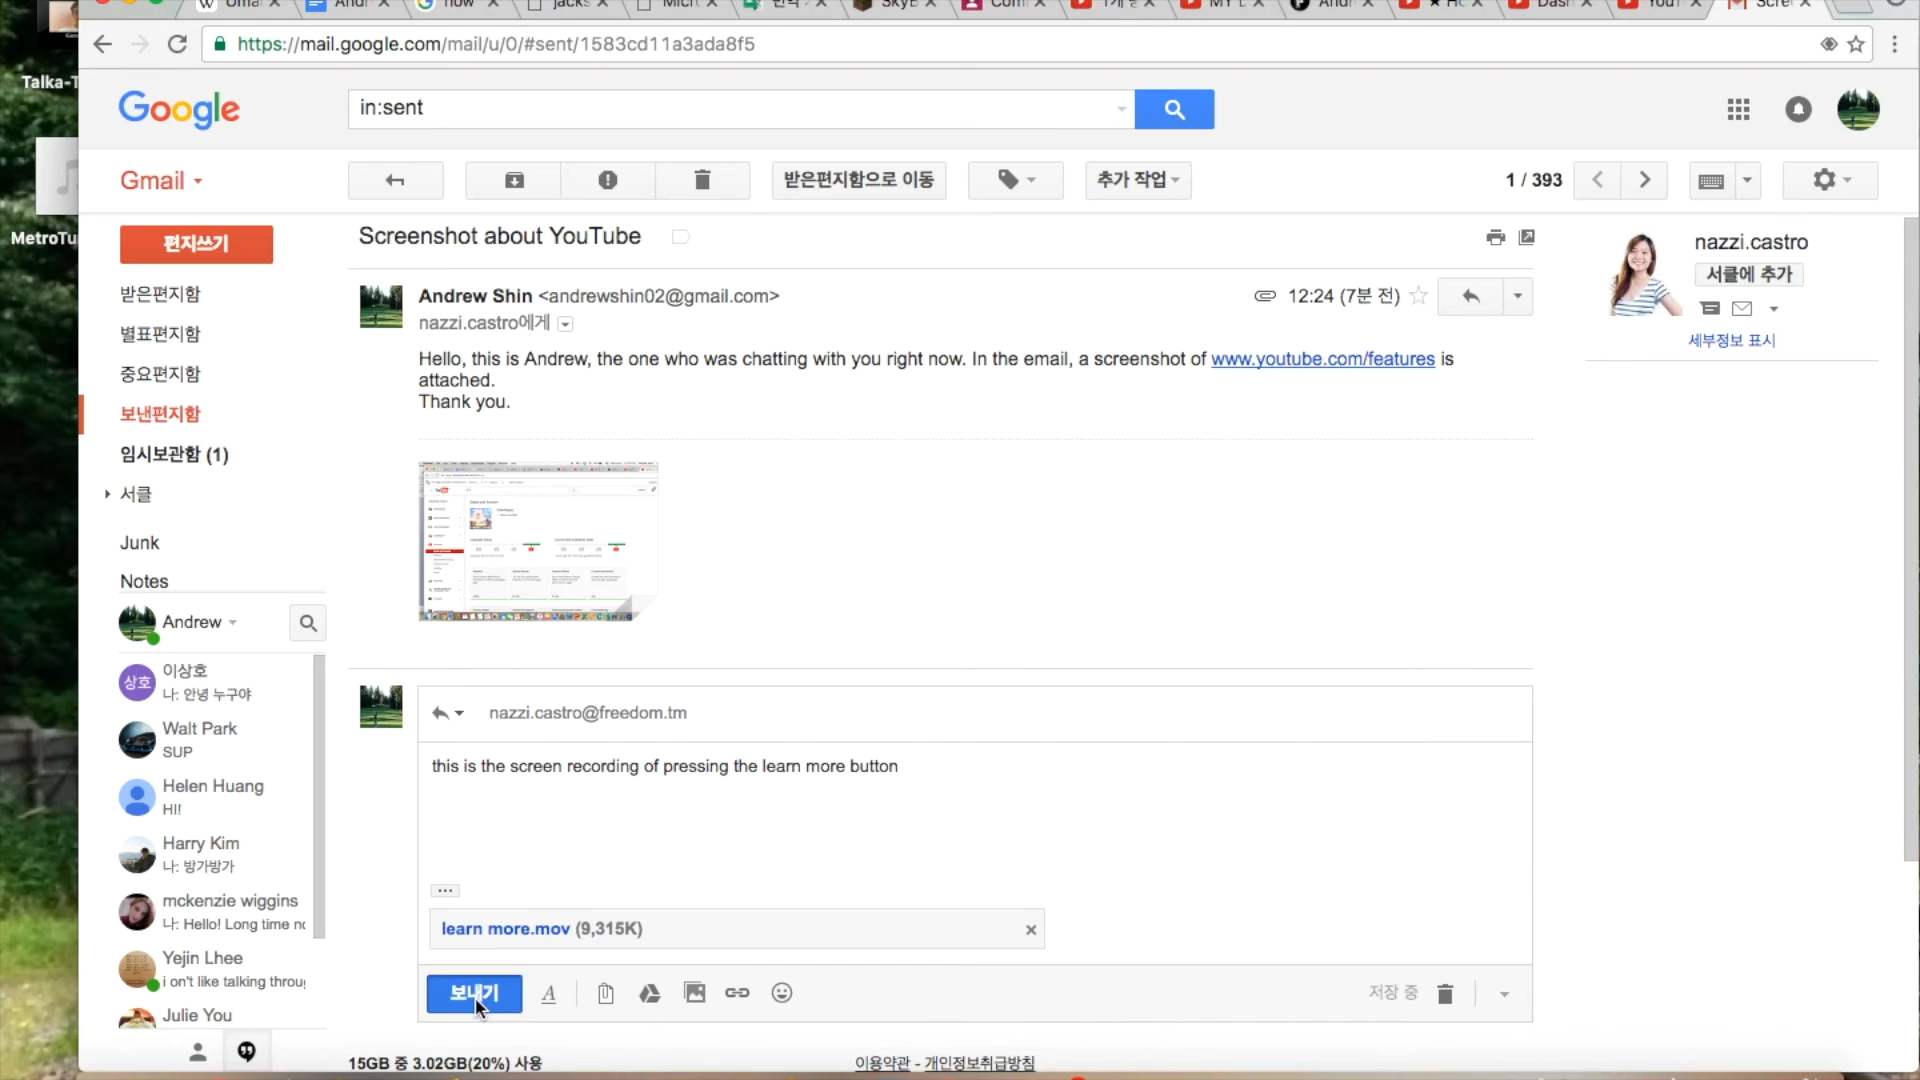 https://mail.google.com/mail/u/0/#sent/1583cd11a3ada8f5
Talka-T
MetroTu
Google
in:sent
Gmail
받은편지함으로 이동
추가 작업
1 / 393
편지쓰기
받은편지함
별표편지함
중요편지함
보낸편지함
임시보관함 (1)
서클
Junk
Notes
Screenshot about YouTube
Andrew Shin <andrewshin02@gmail.com>
12:24 (7분 전)
nazzi.castro에게
Hello, this is Andrew, the one who was chatting with you right now. In the email, a screenshot of www.youtube.com/features is
attached.
Thank you.
nazzi.castro
서클에 추가
세부정보 표시
Andrew
상호
이상호
나: 안녕 누구야
Walt Park
SUP
Helen Huang
HI!
Harry Kim
나: 방가방가
mckenzie wiggins
나: Hello! Long time no
Yejin Lhee
i on't like talking throu
Julie You
nazzi.castro@freedom.tm
this is the screen recording of pressing the learn more button
learn more.mov (9,315K)
보내기
저장 중
15GB 중 3.02GB(20%) 사용
이용약관 - 개인정보취급방침